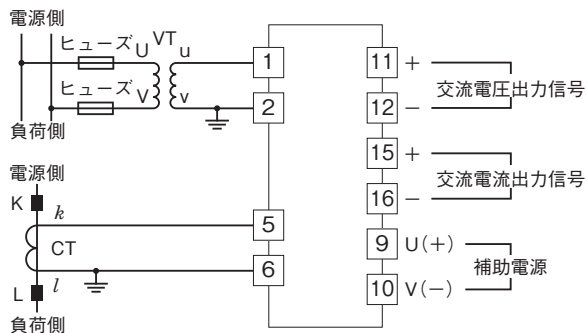 電源側
ヒューズ U VT u
1
11 +
交流電圧出力信号
ヒューズ V v
2
12 −
負荷側
15 +
交流電流出力信号
16 −
電源側
K k
CT
5
6
L l
負荷側
9 U(+)
補助電源
10 V(−)